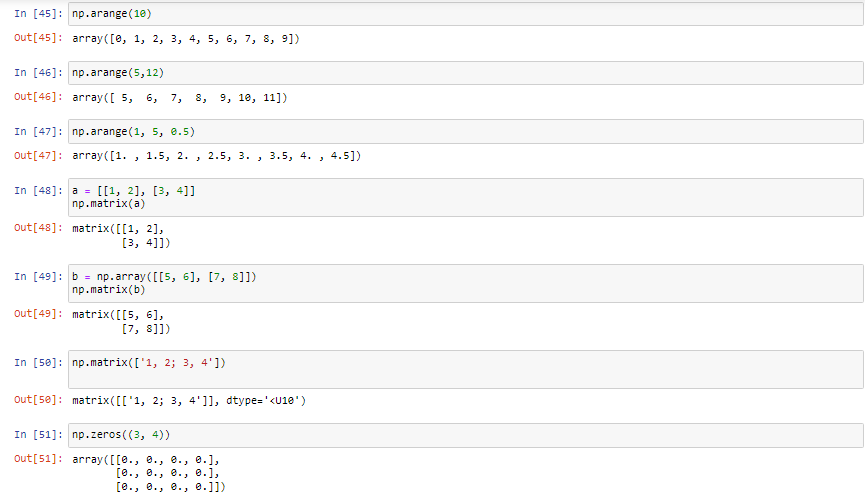 In [45]: np.arange(10)
Out[45]: array([0, 1, 2, 3, 4, 5, 6, 7, 8, 9])
In [46]: np.arange(5,12)
Out[46]: array([ 5,  6,  7,  8,  9, 10, 11])
In [47]: np.arange(1, 5, 0.5)
Out[47]: array([1. , 1.5, 2. , 2.5, 3. , 3.5, 4. , 4.5])
In [48]: a = [[1, 2], [3, 4]]
np.matrix(a)
Out[48]: matrix([[1, 2],
[3, 4]])
In [49]: b = np.array([[5, 6], [7, 8]])
np.matrix(b)
Out[49]: matrix([[5, 6],
[7, 8]])
In [50]: np.matrix(['1, 2; 3, 4'])
Out[50]: matrix([['1, 2; 3, 4']], dtype='<U10')
In [51]: np.zeros((3, 4))
Out[51]: array([[0., 0., 0., 0.],
[0., 0., 0., 0.],
[0., 0., 0., 0.]])